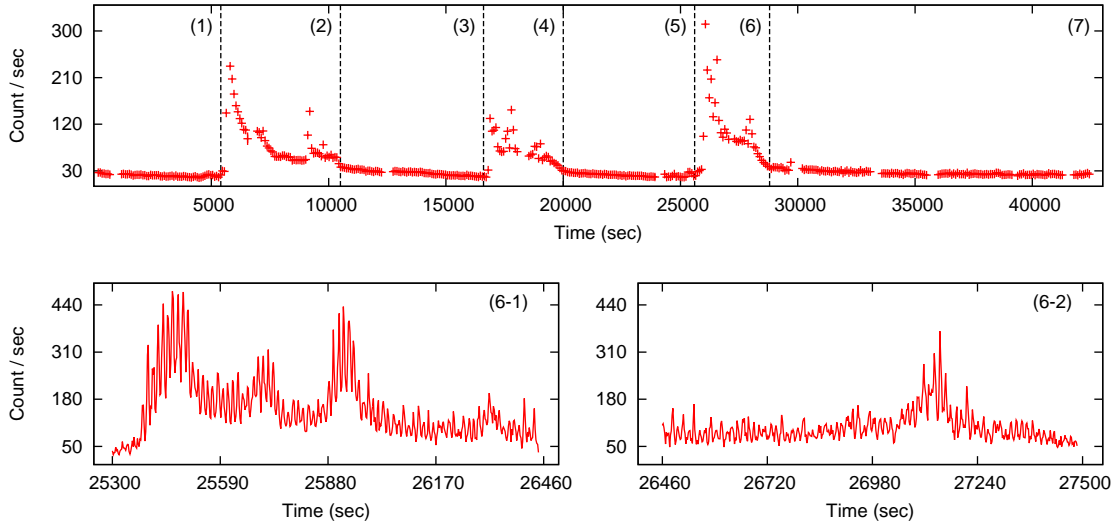 (1) (2) (3) (4) (5) (6) (7)
300
210
120
30
Count / sec
5000 10000 15000 20000 25000 30000 35000 40000
Time (sec)
(6-1)
440
310
180
50
Count / sec
25300 25590 25880 26170 26460
Time (sec)
(6-2)
440
310
180
50
26460 26720 26980 27240 27500
Time (sec)